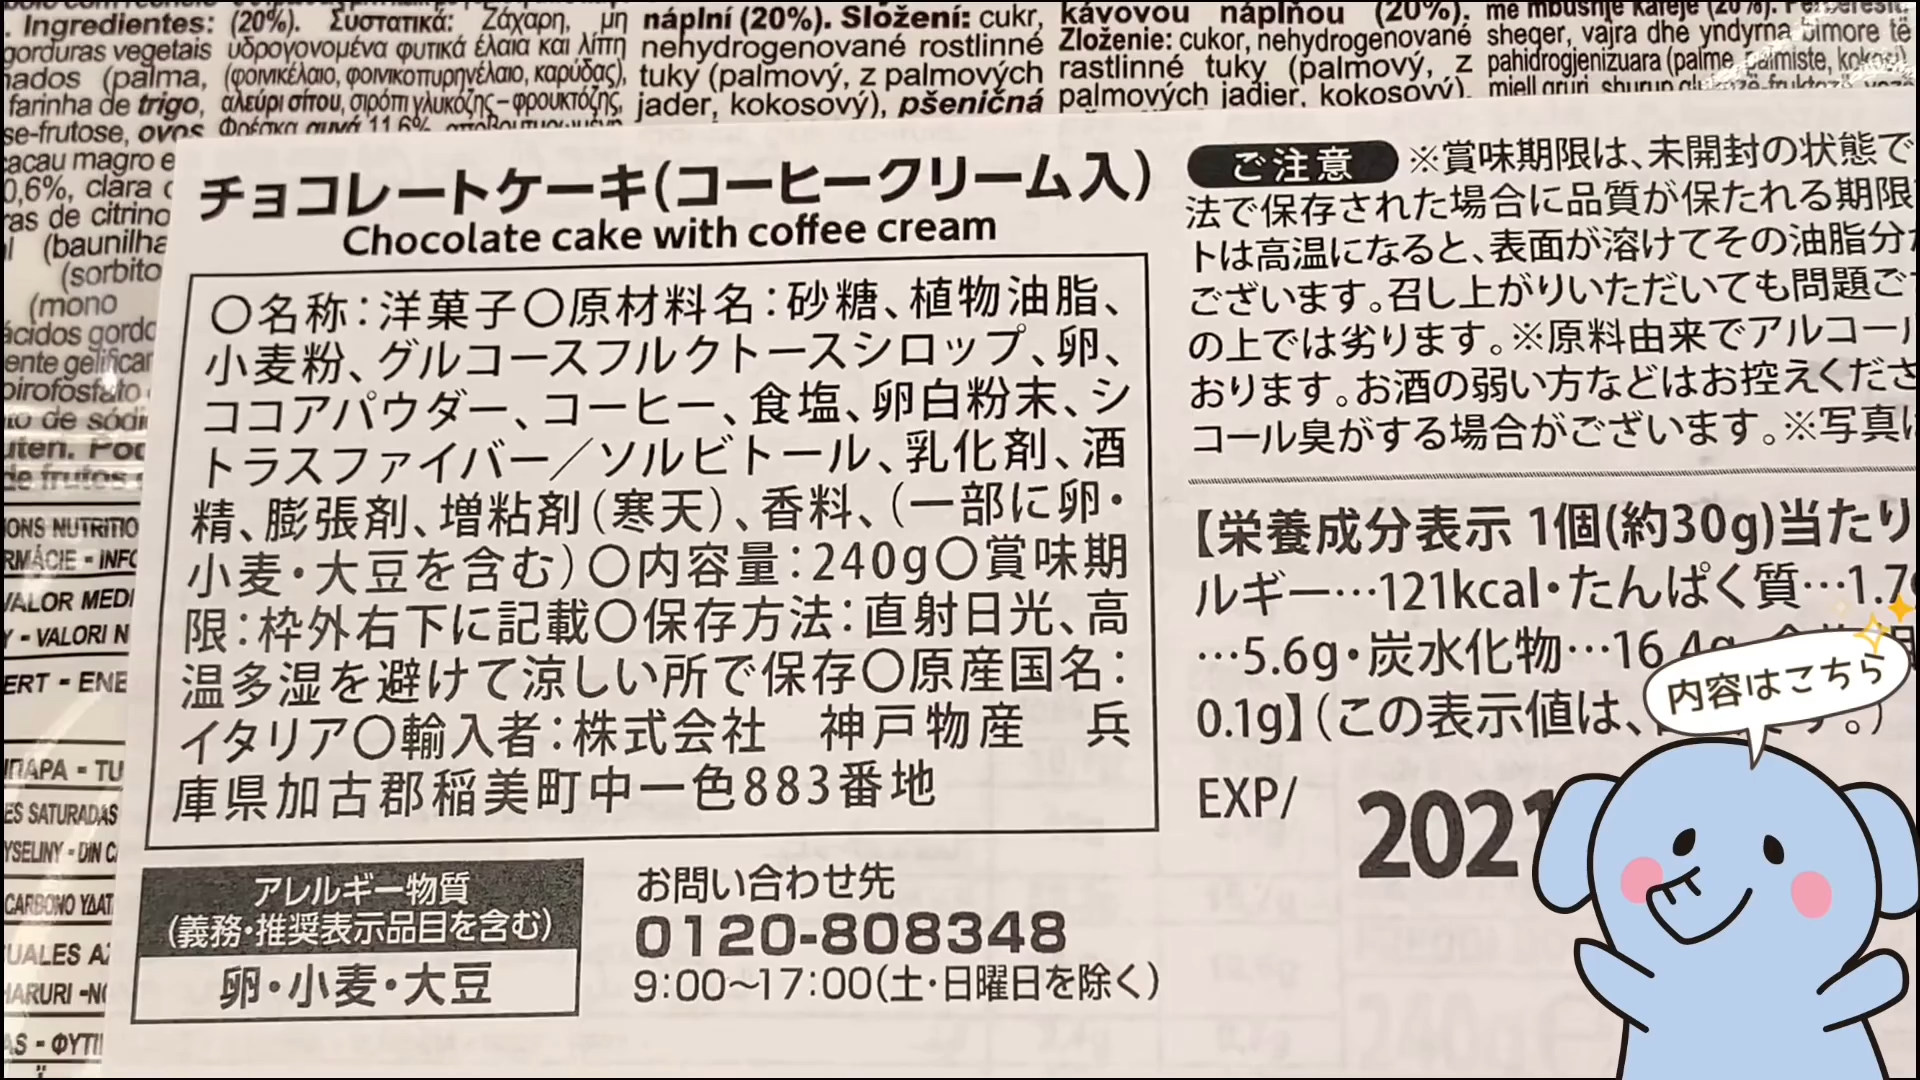 . Ingredientes:
gorduras vegetais
(palma,
farinha de trigo,
se-frutose, ovos
cacau magro e
0,6%, clara
de citrino
(baunilha
(sorbito
(mono
ácidos gordo
(20%). Συστατικά: Ζάχαρη, μη
υδρογονομένα φυτικά έλαια και λίπη
(φοινικέλαιο, φοινικοπυρηνέλαιο, καρύδας),
αλεύρι σίτου, σιρόπι γλυκόζης–φρουκτόζης,
náplní (20%). Složení: cukr,
nehydrogenované rostlinné
tuky (palmový, z palmových
jader, kokosový), pšeničná
kávovou náplňou (20%).
Zloženie: cukor, nehydrogenované
rastlinné tuky (palmový, z
palmových jadier, kokosový),
sheqer, vajra dhe yndyrna bimore të
pahidrogjenizuara (palme, palmiste, kokosi)
チョコレートケーキ(コーヒークリーム入)
Chocolate cake with coffee cream
〇名称:洋菓子〇原材料名:砂糖、植物油脂、
小麦粉、グルコースフルクトースシロップ、卵、
ココアパウダー、コーヒー、食塩、卵白粉末、シ
トラスファイバー/ソルビトール、乳化剤、酒
精、膨張剤、増粘剤(寒天)、香料、(一部に卵・
小麦・大豆を含む)〇内容量:240g〇賞味期
限:枠外右下に記載〇保存方法:直射日光、高
温多湿を避けて涼しい所で保存〇原産国名:
イタリア〇輸入者:株式会社 神戸物産 兵
庫県加古郡稲美町中一色883番地
アレルギー物質
(義務・推奨表示品目を含む)
卵・小麦・大豆
お問い合わせ先
0120-808348
9:00～17:00(土・日曜日を除く)
ご注意 ※賞味期限は、未開封の状態で
法で保存された場合に品質が保たれる期限
トは高温になると、表面が溶けてその油脂分
ございます。召し上がりいただいても問題ご
の上では劣ります。※原料由来でアルコー
おります。お酒の弱い方などはお控えくださ
コール臭がする場合がございます。※写真
【栄養成分表示 1個(約30g)当たり
ルギー…121kcal・たんぱく質…1.7g
…5.6g・炭水化物…16.4g
0.1g】(この表示値は、 す。)
EXP/ 2021
内容はこちら